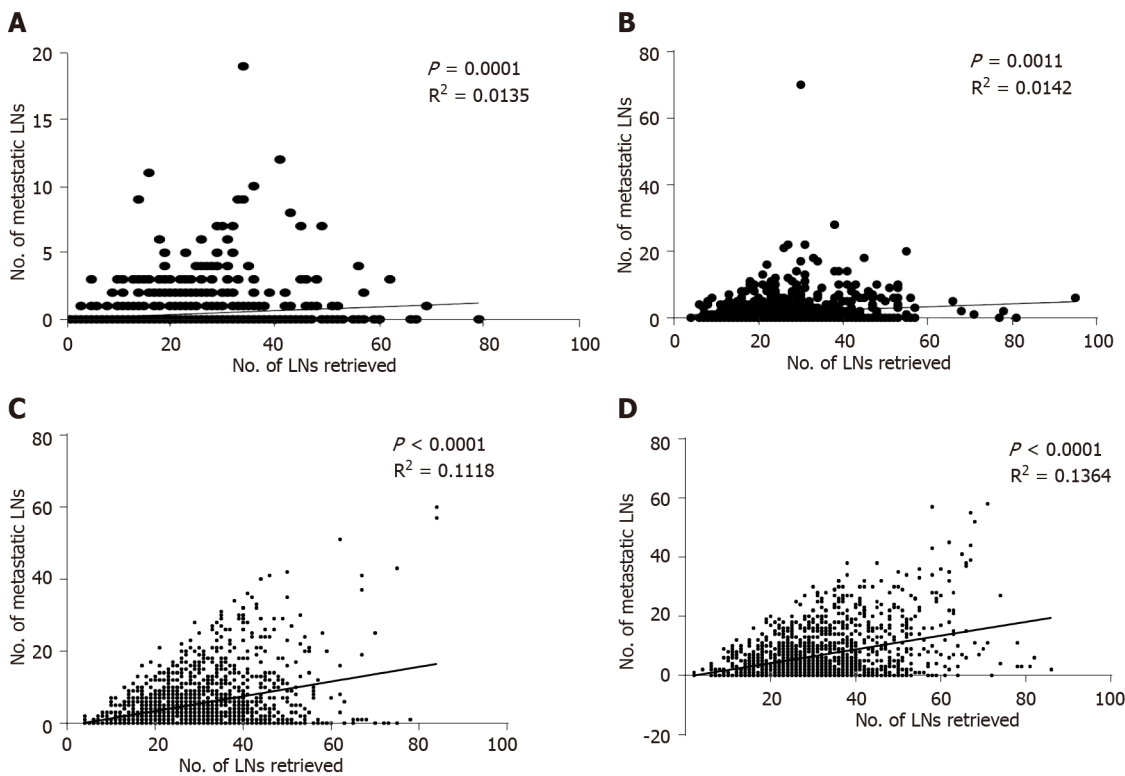 A
P = 0.0001
R² = 0.0135
No. of metastatic LNs
20
15
10
5
0
0 20 40 60 80 100
No. of LNs retrieved
B
P = 0.0011
R² = 0.0142
No. of metastatic LNs
80
60
40
20
0
0 20 40 60 80 100
No. of LNs retrieved
C
P < 0.0001
R² = 0.1118
No. of metastatic LNs
80
60
40
20
0
0 20 40 60 80 100
No. of LNs retrieved
D
P < 0.0001
R² = 0.1364
No. of metastatic LNs
80
60
40
20
0
-20
20 40 60 80 100
No. of LNs retrieved